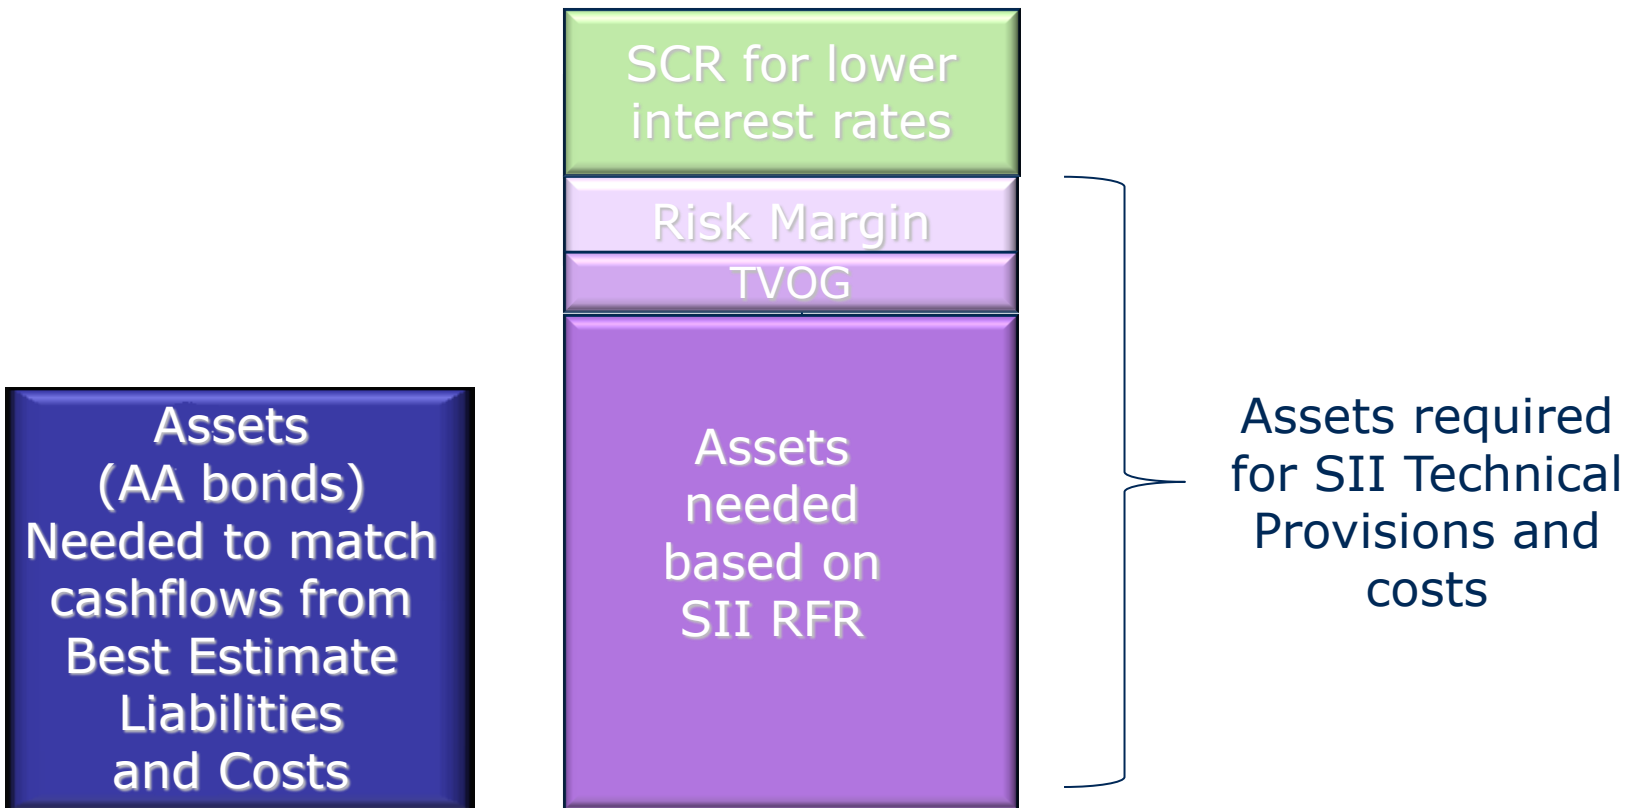 SCR for lower
interest rates
Risk Margin
TVOG
Assets
(AA bonds)
Needed to match
cashflows from
Best Estimate
Liabilities
and Costs
Assets
needed
based on
SII RFR
Assets required
for SII Technical
Provisions and
costs